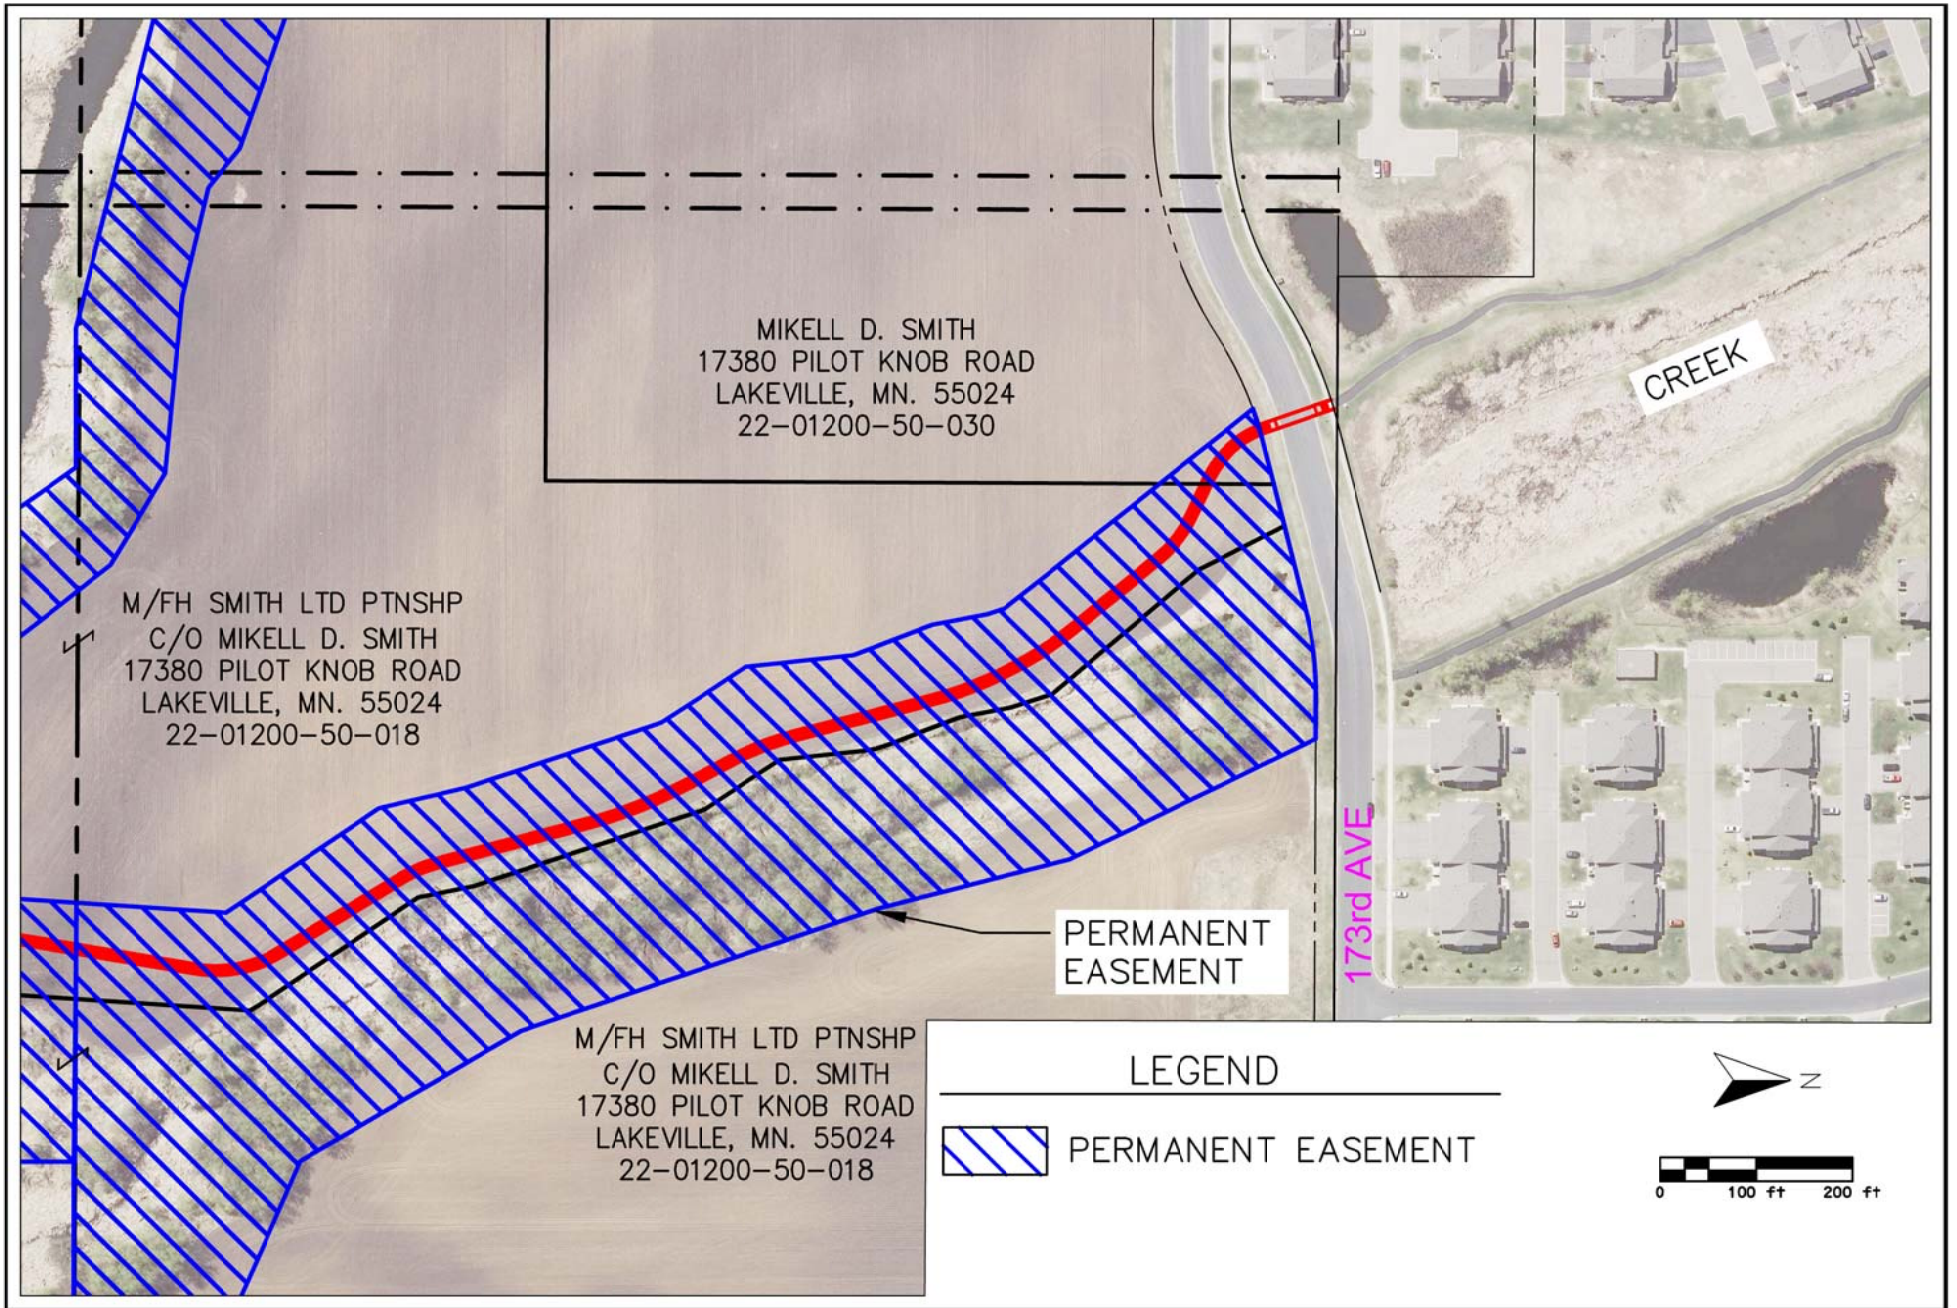 MIKELL D. SMITH
17380 PILOT KNOB ROAD
LAKEVILLE, MN. 55024
22-01200-50-030
CREEK
M/FH SMITH LTD PTNSHP
C/O MIKELL D. SMITH
17380 PILOT KNOB ROAD
LAKEVILLE, MN. 55024
22-01200-50-018
173rd AVE
PERMANENT
EASEMENT
M/FH SMITH LTD PTNSHP
C/O MIKELL D. SMITH
17380 PILOT KNOB ROAD
LAKEVILLE, MN. 55024
22-01200-50-018
LEGEND
PERMANENT EASEMENT
N
0 100 ft 200 ft